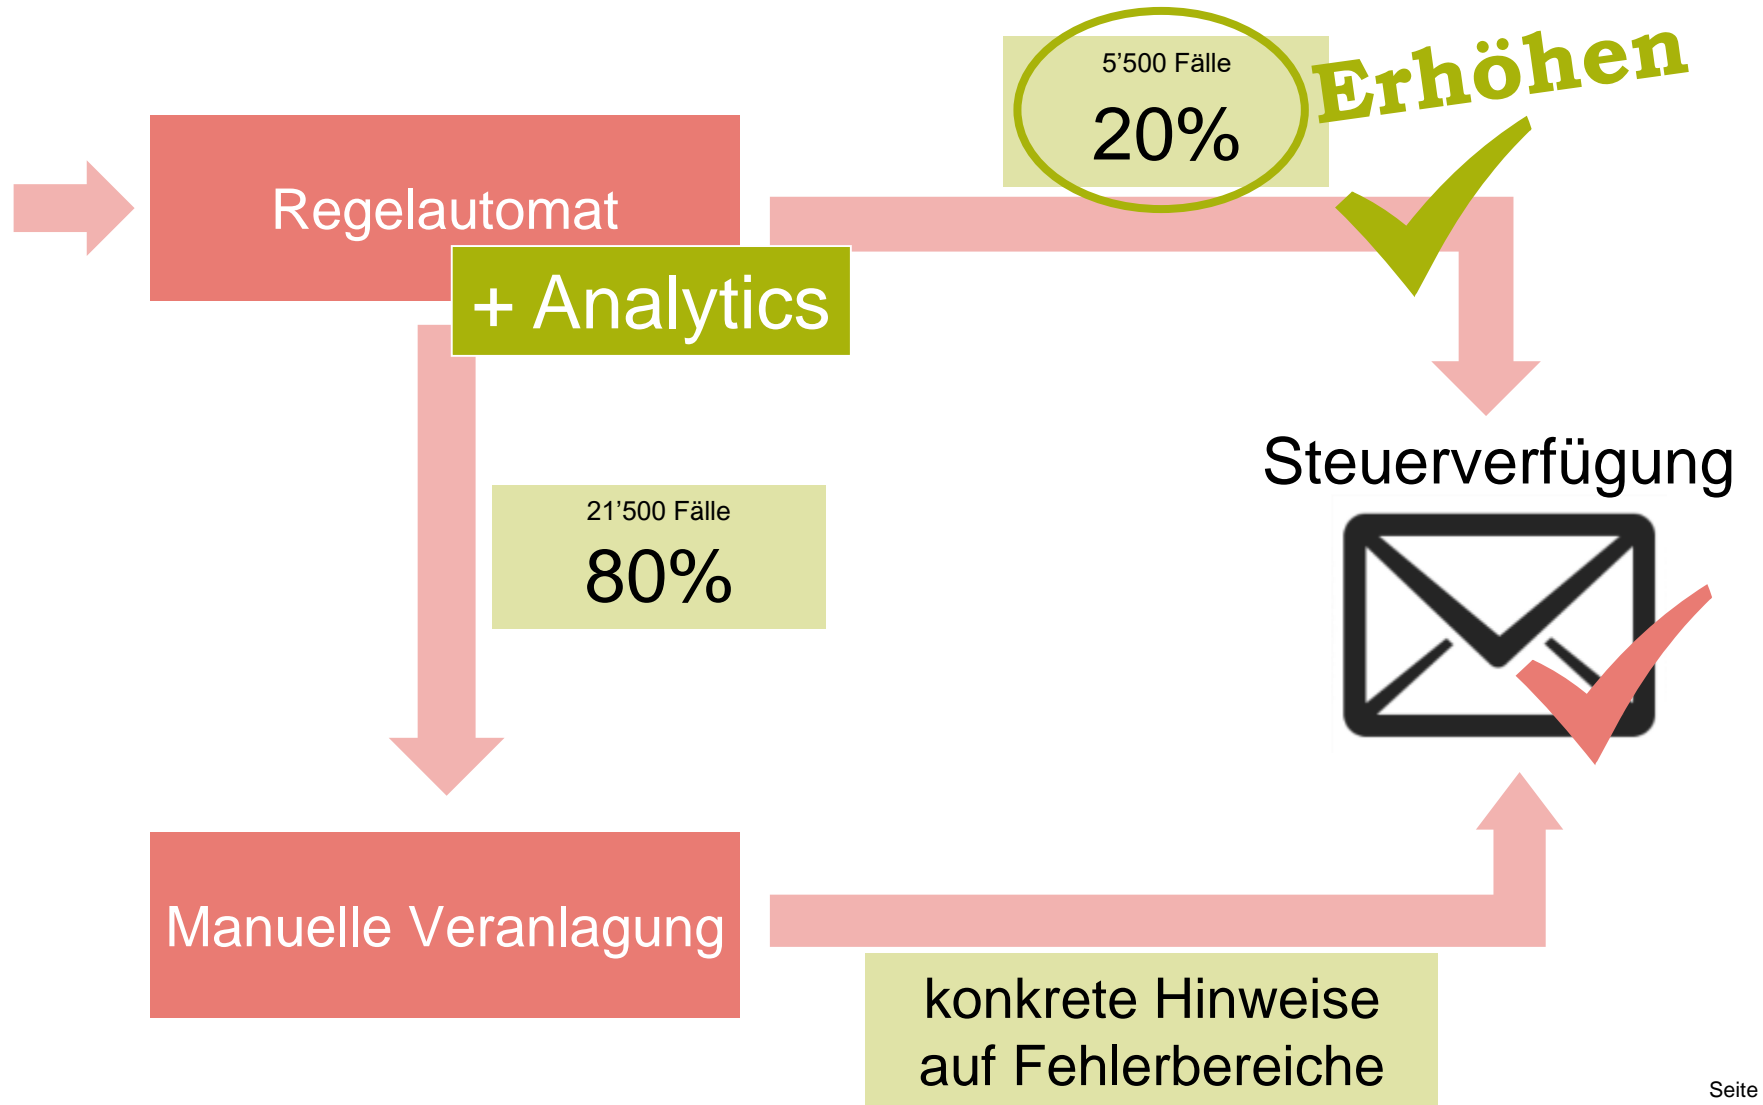 5’500 Fälle
20%
Erhöhen
Regelautomat
+ Analytics
Steuerverfügung
21’500 Fälle
80%
Manuelle Veranlagung
konkrete Hinweise
auf Fehlerbereiche
Seite